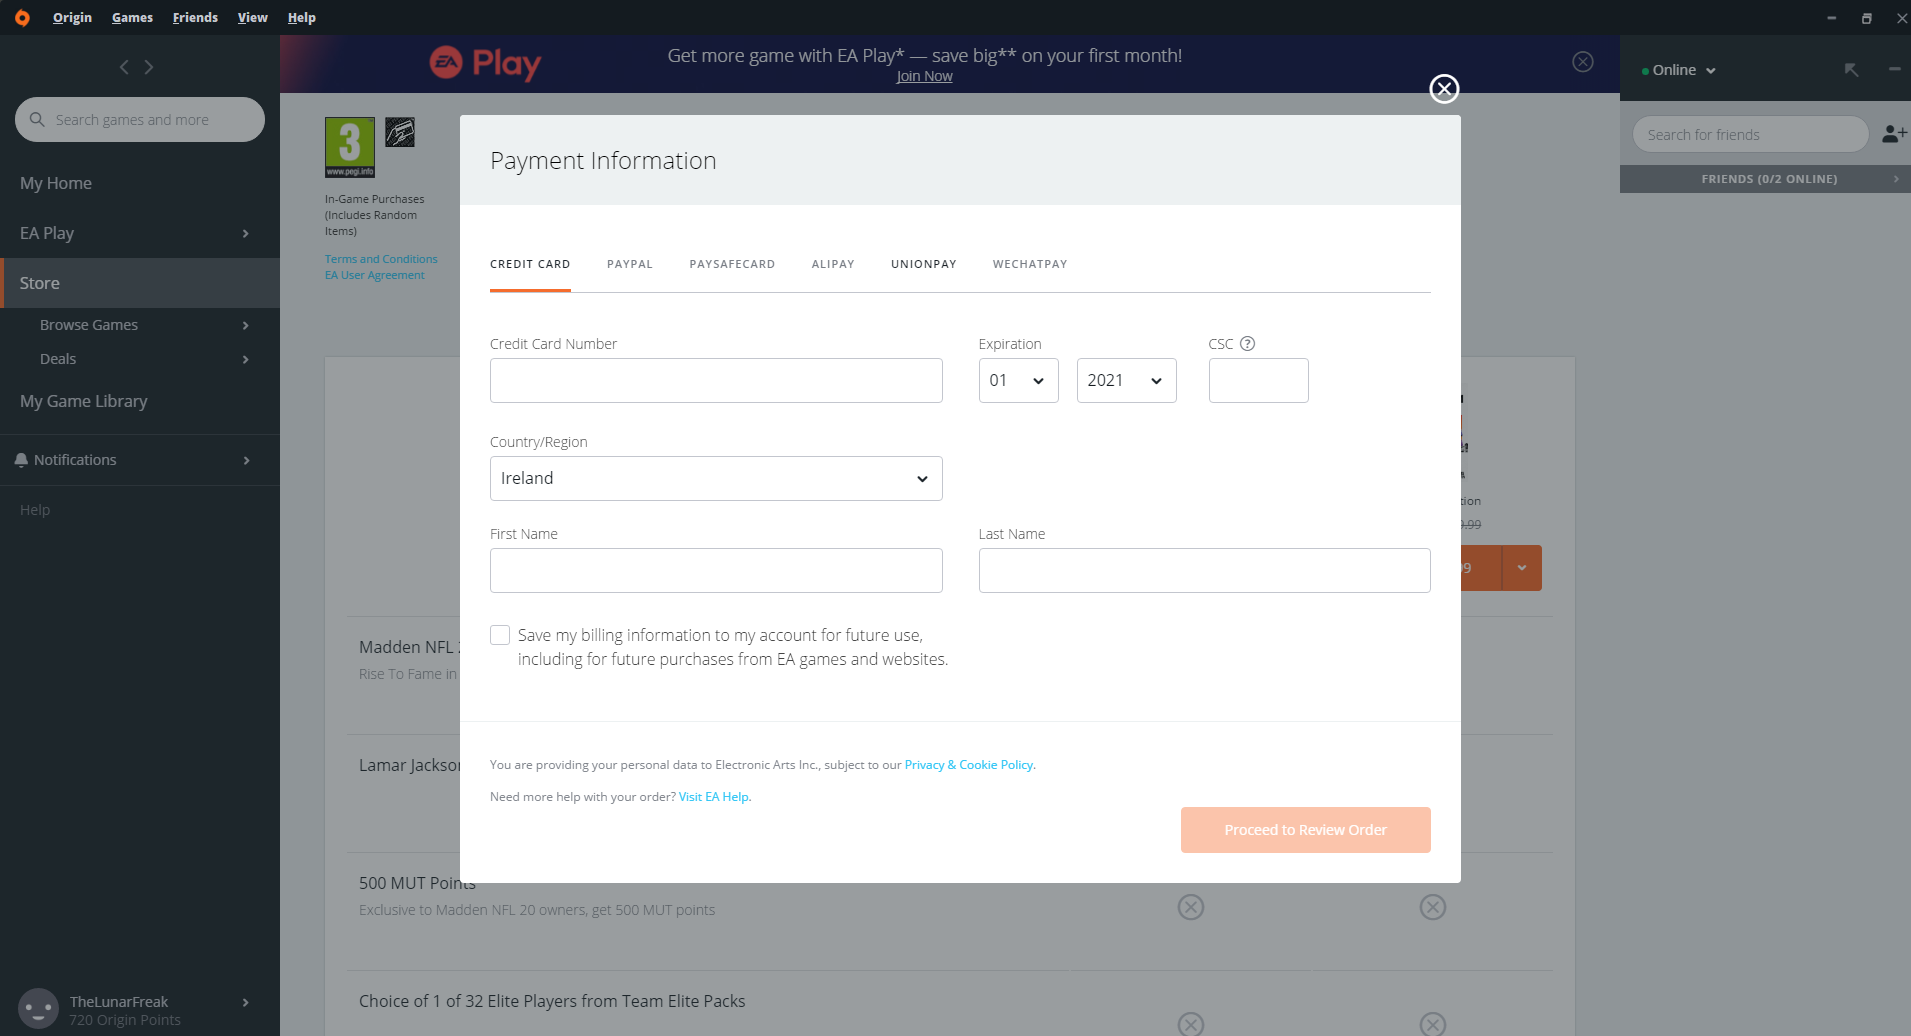 Origin Games Friends View Help
EA Play
Get more game with EA Play* — save big** on your first month!
Join Now
Online
Search games and more
Search for friends
FRIENDS (0/2 ONLINE)
My Home
EA Play
Store
Browse Games
Deals
My Game Library
Notifications
Help
TheLunarFreak
720 Origin Points
3
www.pegi.info
In-Game Purchases
(Includes Random
Items)
Terms and Conditions
EA User Agreement
Payment Information
CREDIT CARD PAYPAL PAYSAFECARD ALIPAY UNIONPAY WECHATPAY
Credit Card Number Expiration CSC ?
01 2021
Country/Region
Ireland
First Name Last Name
Save my billing information to my account for future use,
including for future purchases from EA games and websites.
You are providing your personal data to Electronic Arts Inc., subject to our Privacy & Cookie Policy.
Need more help with your order? Visit EA Help.
Proceed to Review Order
Madden NFL
Rise To Fame in
Lamar Jackson
500 MUT Points
Exclusive to Madden NFL 20 owners, get 500 MUT points
Choice of 1 of 32 Elite Players from Team Elite Packs